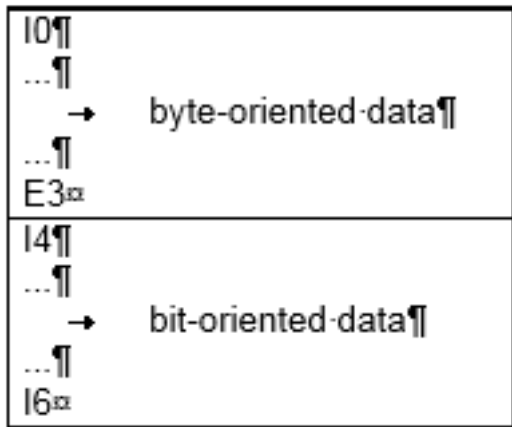 I0¶
...¶
→ byte-oriented·data¶
...¶
E3¤
I4¶
...¶
→ bit-oriented·data¶
...¶
I6¤